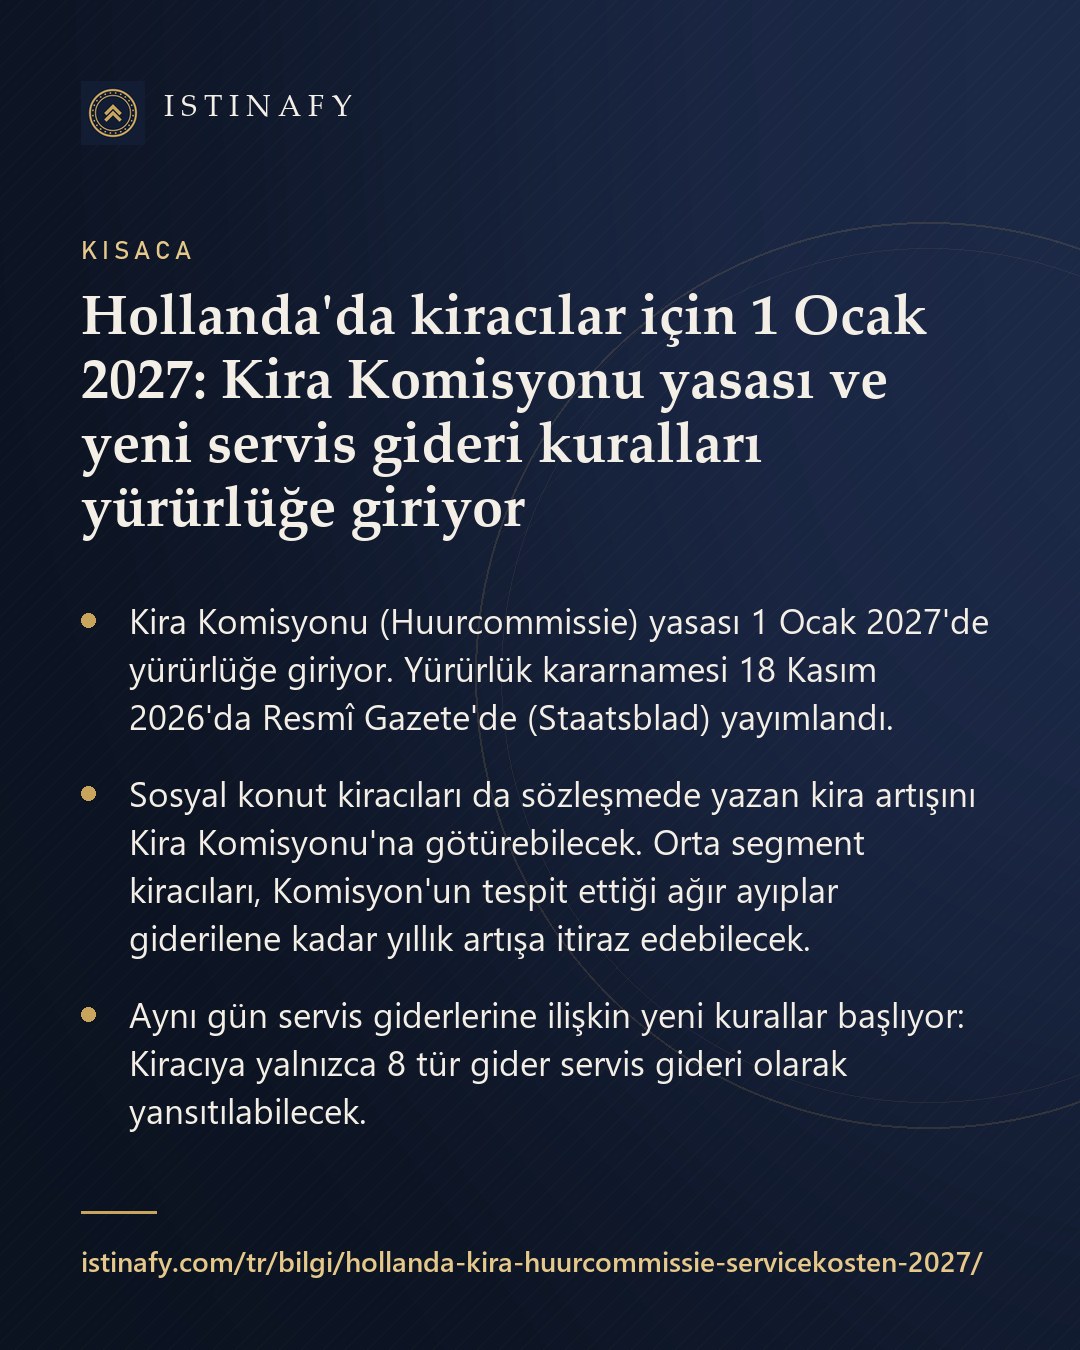 ISTINAFY
KISACA
Hollanda'da kiracılar için 1 Ocak
2027: Kira Komisyonu yasası ve
yeni servis gideri kuralları
yürürlüğe giriyor
Kira Komisyonu (Huurcommissie) yasası 1 Ocak 2027'de
yürürlüğe giriyor. Yürürlük kararnamesi 18 Kasım
2026'da Resmî Gazete'de (Staatsblad) yayımlandı.
Sosyal konut kiracıları da sözleşmede yazan kira artışını
Kira Komisyonu'na götürebilecek. Orta segment
kiracıları, Komisyon'un tespit ettiği ağır ayıplar
giderilene kadar yıllık artışa itiraz edebilecek.
Aynı gün servis giderlerine ilişkin yeni kurallar başlıyor:
Kiracıya yalnızca 8 tür gider servis gideri olarak
yansıtılabilecek.
istinafy.com/tr/bilgi/hollanda-kira-huurcommissie-servicekosten-2027/